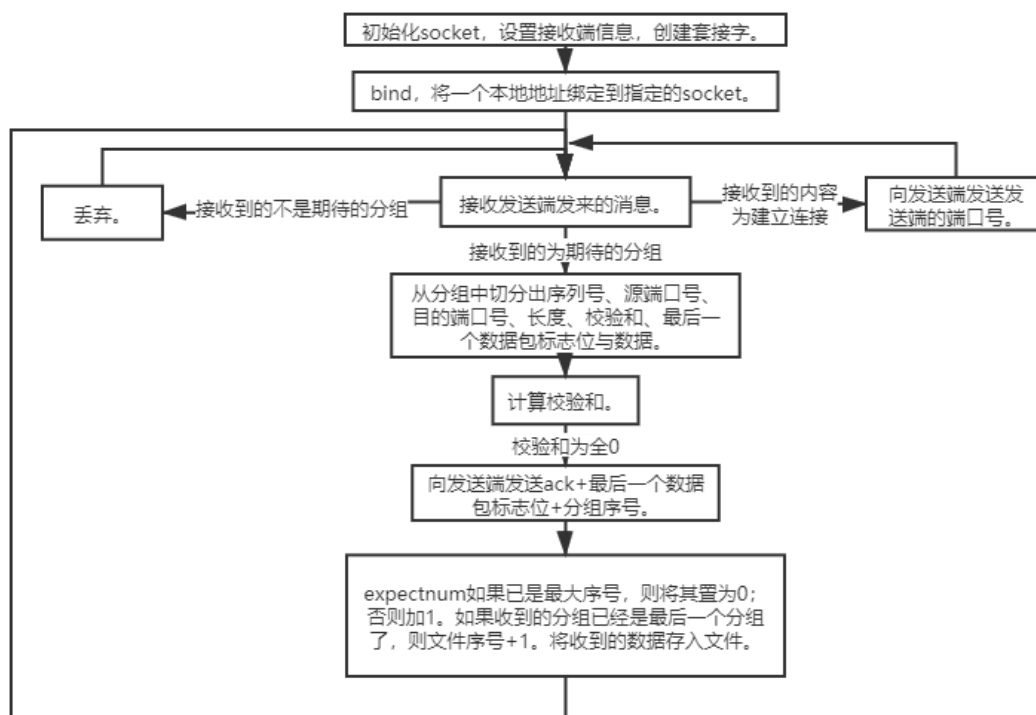 初始化socket，设置接收端信息，创建套接字。
bind，将一个本地地址绑定到指定的socket。
丢弃。
接收到的不是期待的分组
接收发送端发来的消息。
接收到的内容
为建立连接
向发送端发送发
送端的端口号。
接收到的为期待的分组
从分组中切分出序列号、源端口号、
目的端口号、长度、校验和、最后一
个数据包标志位与数据。
计算校验和。
校验和为全0
向发送端发送ack+最后一个数据
包标志位+分组序号。
expectnum如果已是最大序号，则将其置为0；
否则加1。如果收到的分组已经是最后一个分组
了，则文件序号+1。将收到的数据存入文件。